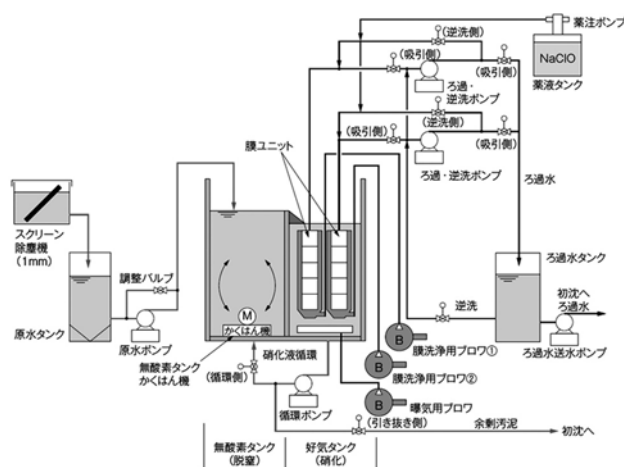 (逆洗側)
薬注ポンプ
(吸引側)
NaClO
(吸引側)
ろ過・
逆洗ポンプ
薬液タンク
膜ユニット
(吸引側)
(逆洗側)
(吸引側)
ろ過・逆洗ポンプ
ろ過水
スクリーン
除塵機
(1mm)
調整バルブ
ろ過水タンク
M
かくはん機
逆洗
初沈へ
ろ過水
原水タンク
原水ポンプ
B
膜洗浄用ブロワ①
ろ過水送水ポンプ
無酸素タンク
かくはん機
硝化液循環
(循環側)
B
膜洗浄用ブロワ②
循環ポンプ
B
曝気用ブロワ
(引き抜き側)
余剰汚泥
初沈へ
無酸素タンク
(脱窒)
好気タンク
(硝化)